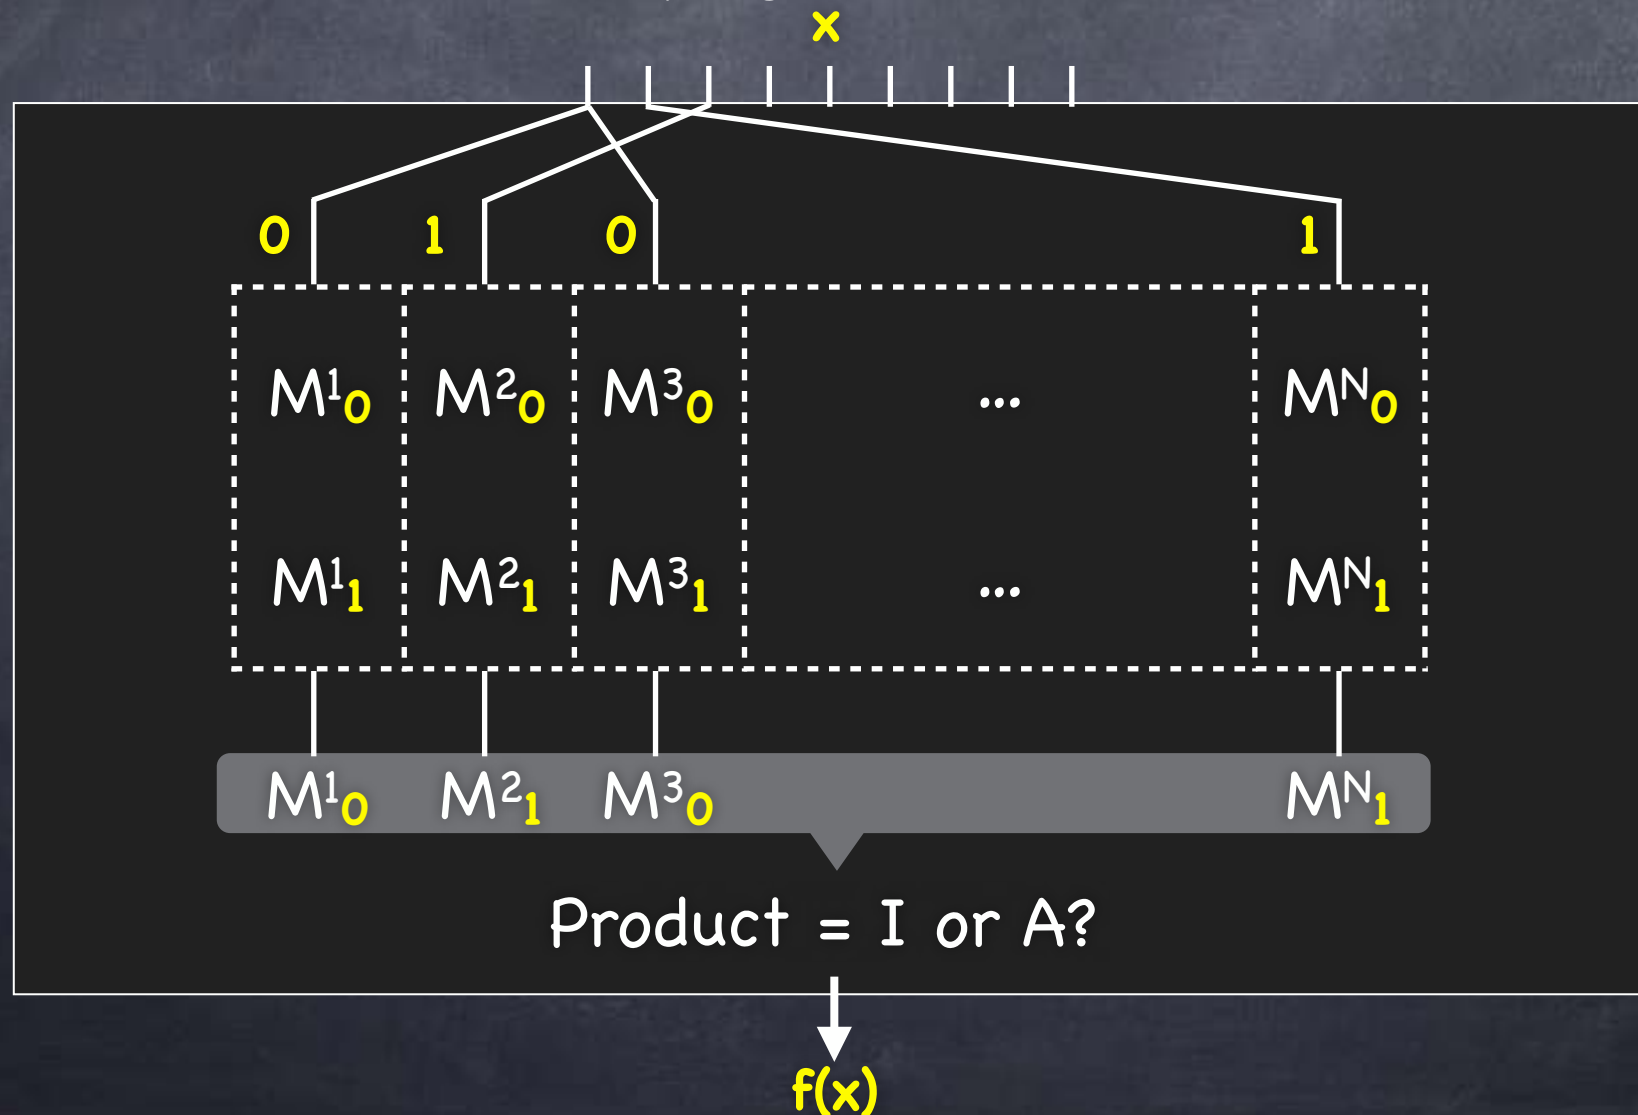 x
0 1 0 1
M¹₀ M²₀ M³₀ ... Mᴺ₀
M¹₁ M²₁ M³₁ ... Mᴺ₁
M¹₀ M²₁ M³₀ Mᴺ₁
Product = I or A?
f(x)